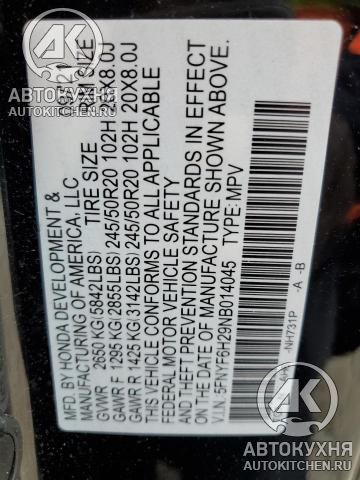 MFD. BY HONDA DEVELOPMENT &
MANUFACTURING OF AMERICA, LLC
TIRE SIZE RIM SIZE
GVWR 2650 KG(5842LBS)
GAWR F 1295 KG(2855LBS) 245/50R20 102H 20X8.0J
GAWR R 1425 KG(3142LBS) 245/50R20 102H 20X8.0J
THIS VEHICLE CONFORMS TO ALL APPLICABLE
FEDERAL MOTOR VEHICLE SAFETY
AND THEFT PREVENTION STANDARDS IN EFFECT
ON THE DATE OF MANUFACTURE SHOWN ABOVE.
V.I.N. 5FNYF6H29NB014045 TYPE: MPV
NH731P -A -B
AK
АВТОКУХНЯ
AUTOKITCHEN.RU
AK
АВТОКУХНЯ
AUTOKITCHEN.RU